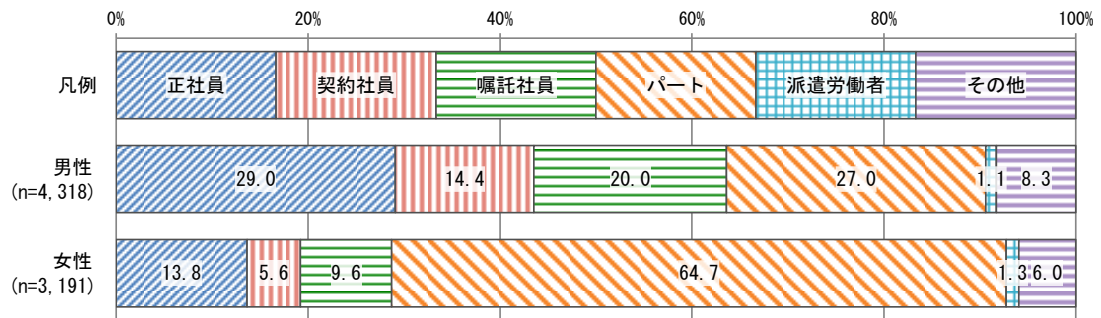 0% 20% 40% 60% 80% 100%
凡例 正社員 契約社員 嘱託社員 パート 派遣労働者 その他
男性
(n=4,318)
29.0 14.4 20.0 27.0 1.1 8.3
女性
(n=3,191)
13.8 5.6 9.6 64.7 1.3 6.0